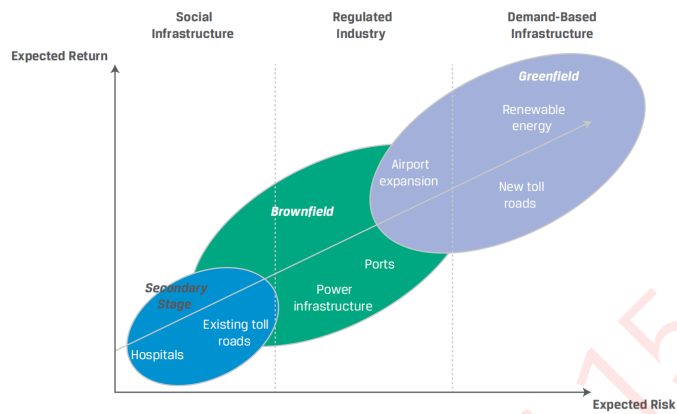 Social
Infrastructure
Regulated
Industry
Demand-Based
Infrastructure
Expected Return
Greenfield
Renewable
energy
Airport
expansion
New toll
roads
Brownfield
Ports
Secondary
Stage
Power
infrastructure
Existing toll
roads
Hospitals
Expected Risk
15